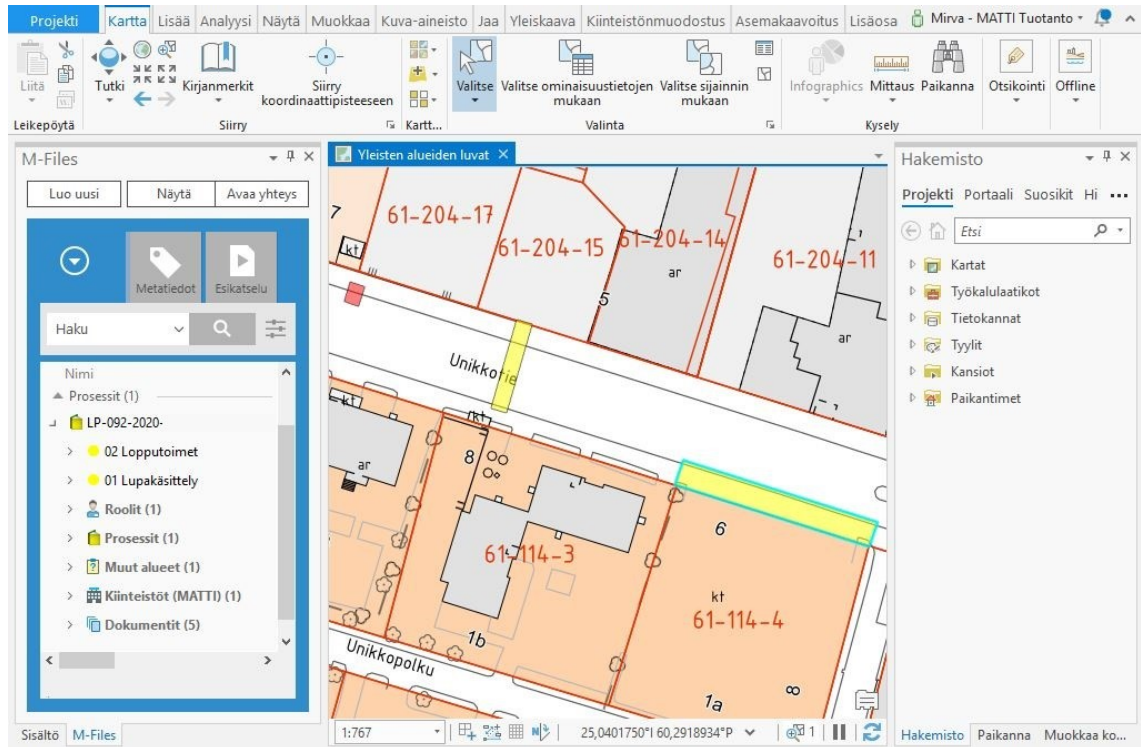 Projekti Kartta Lisää Analyysi Näytä Muokkaa Kuva-aineisto Jaa Yleiskaava Kiinteistönmuodostus Asemakaavoitus Lisäosa Mirva - MATTI Tuotanto
Liitä Tutki Kirjanmerkit Siirry koordinaattipisteeseen Valitse Valitse ominaisuustietojen mukaan Valitse sijainnin mukaan Infographics Mittaus Paikanna Otsikointi Offline
Leikepöytä Siirry Kartt... Valinta Kysely
M-Files
Luo uusi Näytä Avaa yhteys
Metatiedot Esikatselu
Haku
Nimi
Prosessit (1)
LP-092-2020-
02 Lopputoimet
01 Lupakäsittely
Roolit (1)
Prosessit (1)
Muut alueet (1)
Kiinteistöt (MATTI) (1)
Dokumentit (5)
Sisältö M-Files
Yleisten alueiden luvat
7
61-204-17
kt
61-204-15
61-204-14
ar
61-204-11
5
ar
Unikkotie
kt
kt
8
ar
6
61-114-3
kt
61-114-4
1b
Unikkopolku
1a
8
1:767 25,0401750°I 60,2918934°P 1
Hakemisto
Projekti Portaali Suosikit Hi
Etsi
Kartat
Työkalulaatikot
Tietokannat
Tyylit
Kansiot
Paikantimet
Hakemisto Paikanna Muokkaa ko...